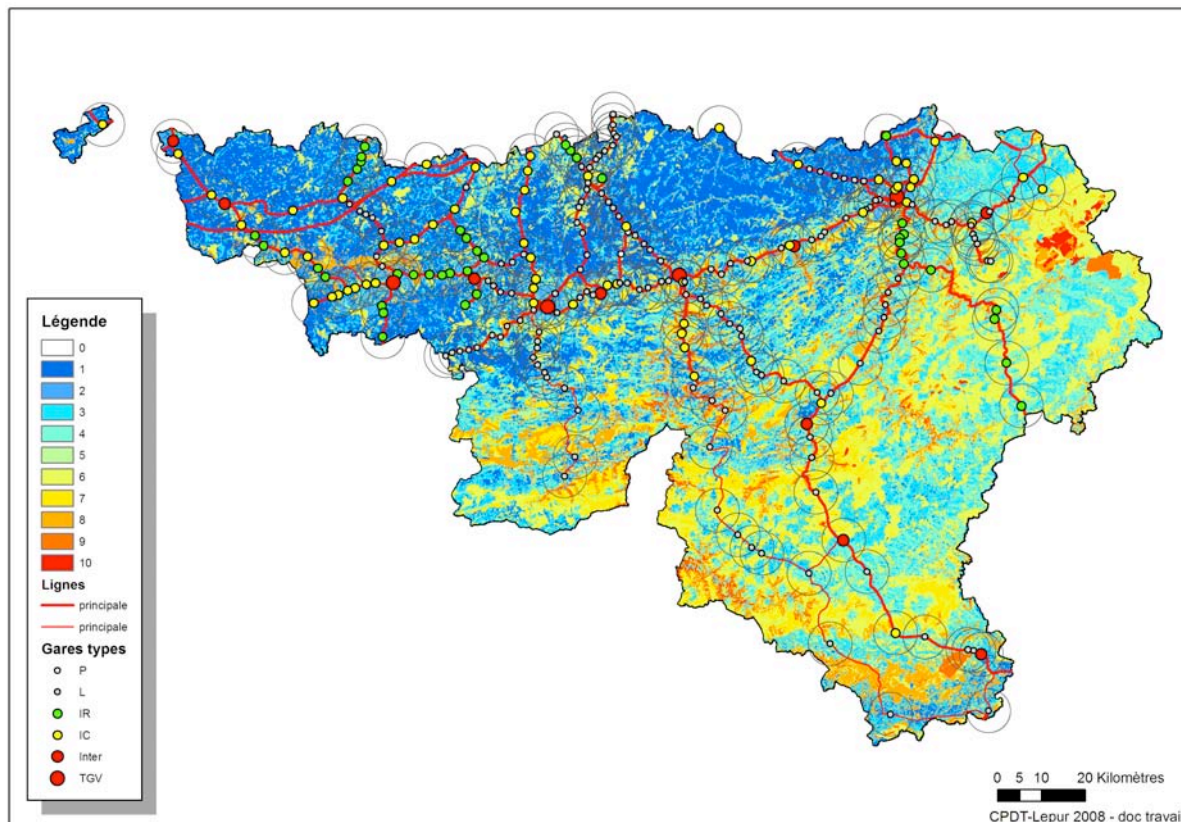 Légende
0
1
2
3
4
5
6
7
8
9
10
Lignes
principale
principale
Gares types
P
L
IR
IC
Inter
TGV
0 5 10 20 Kilomètres
CPDT-Lepur 2008 - doc travai